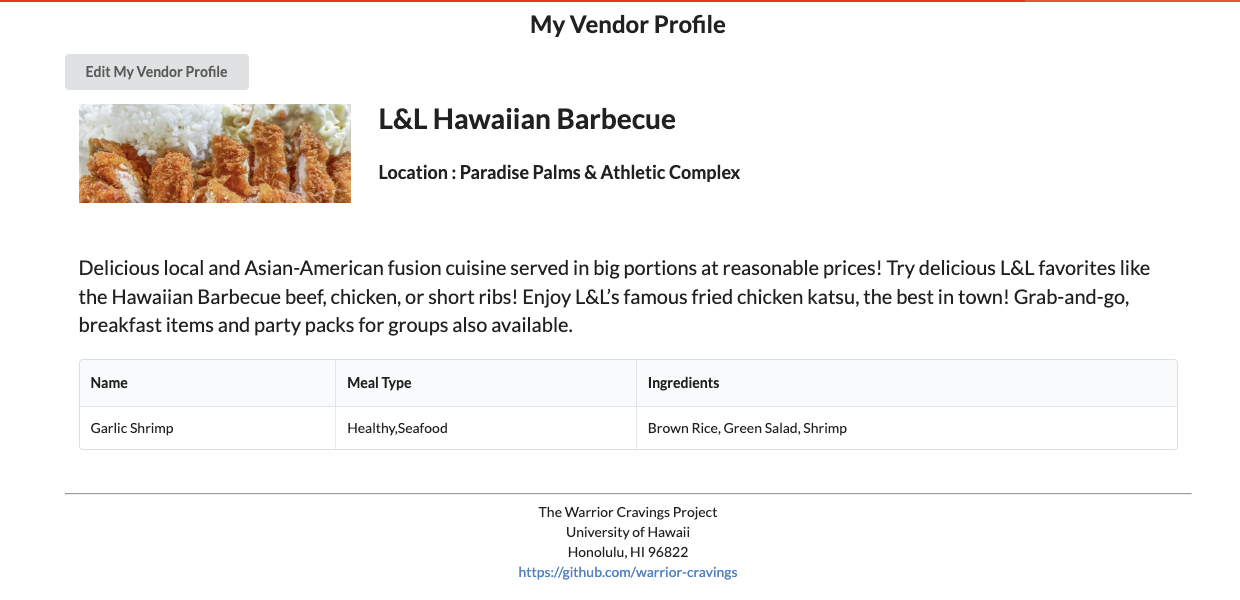 My Vendor Profile
Edit My Vendor Profile
L&L Hawaiian Barbecue
Location : Paradise Palms & Athletic Complex
Delicious local and Asian-American fusion cuisine served in big portions at reasonable prices! Try delicious L&L favorites like
the Hawaiian Barbecue beef, chicken, or short ribs! Enjoy L&L’s famous fried chicken katsu, the best in town! Grab-and-go,
breakfast items and party packs for groups also available.
Name Meal Type Ingredients
Garlic Shrimp Healthy,Seafood Brown Rice, Green Salad, Shrimp
The Warrior Cravings Project
University of Hawaii
Honolulu, HI 96822
https://github.com/warrior-cravings